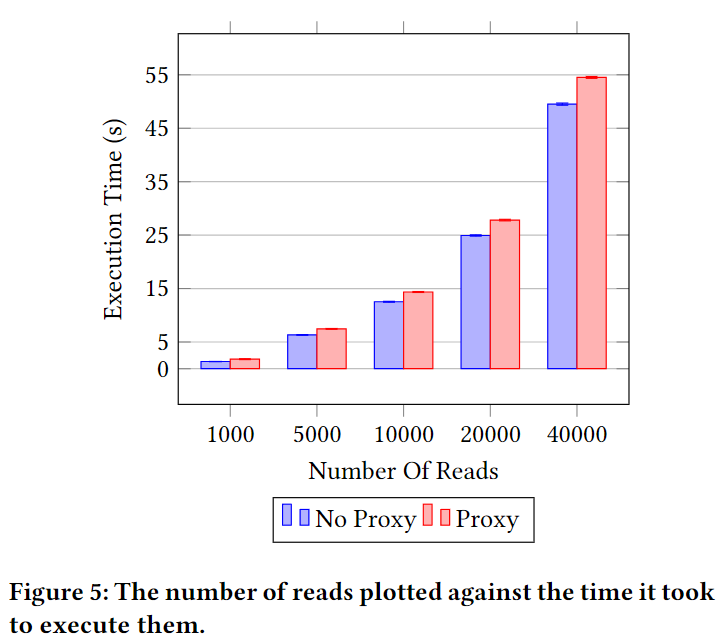 55
45
35
25
15
5
0
Execution Time (s)
1000 5000 10000 20000 40000
Number Of Reads
No Proxy Proxy
Figure 5: The number of reads plotted against the time it took
to execute them.